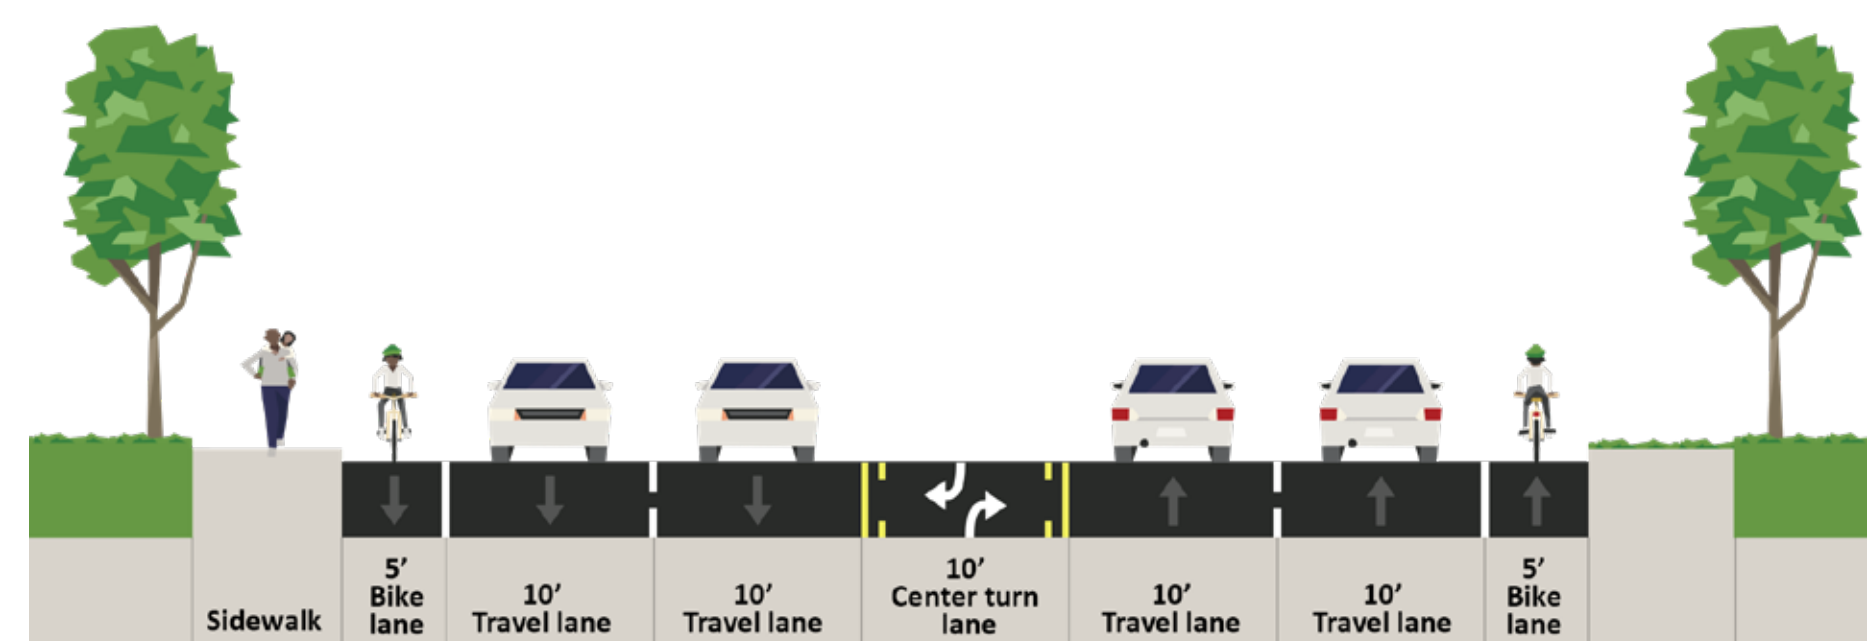 Sidewalk
5’
Bike
lane
10’
Travel lane
10’
Travel lane
10’
Center turn
lane
10’
Travel lane
10’
Travel lane
5’
Bike
lane